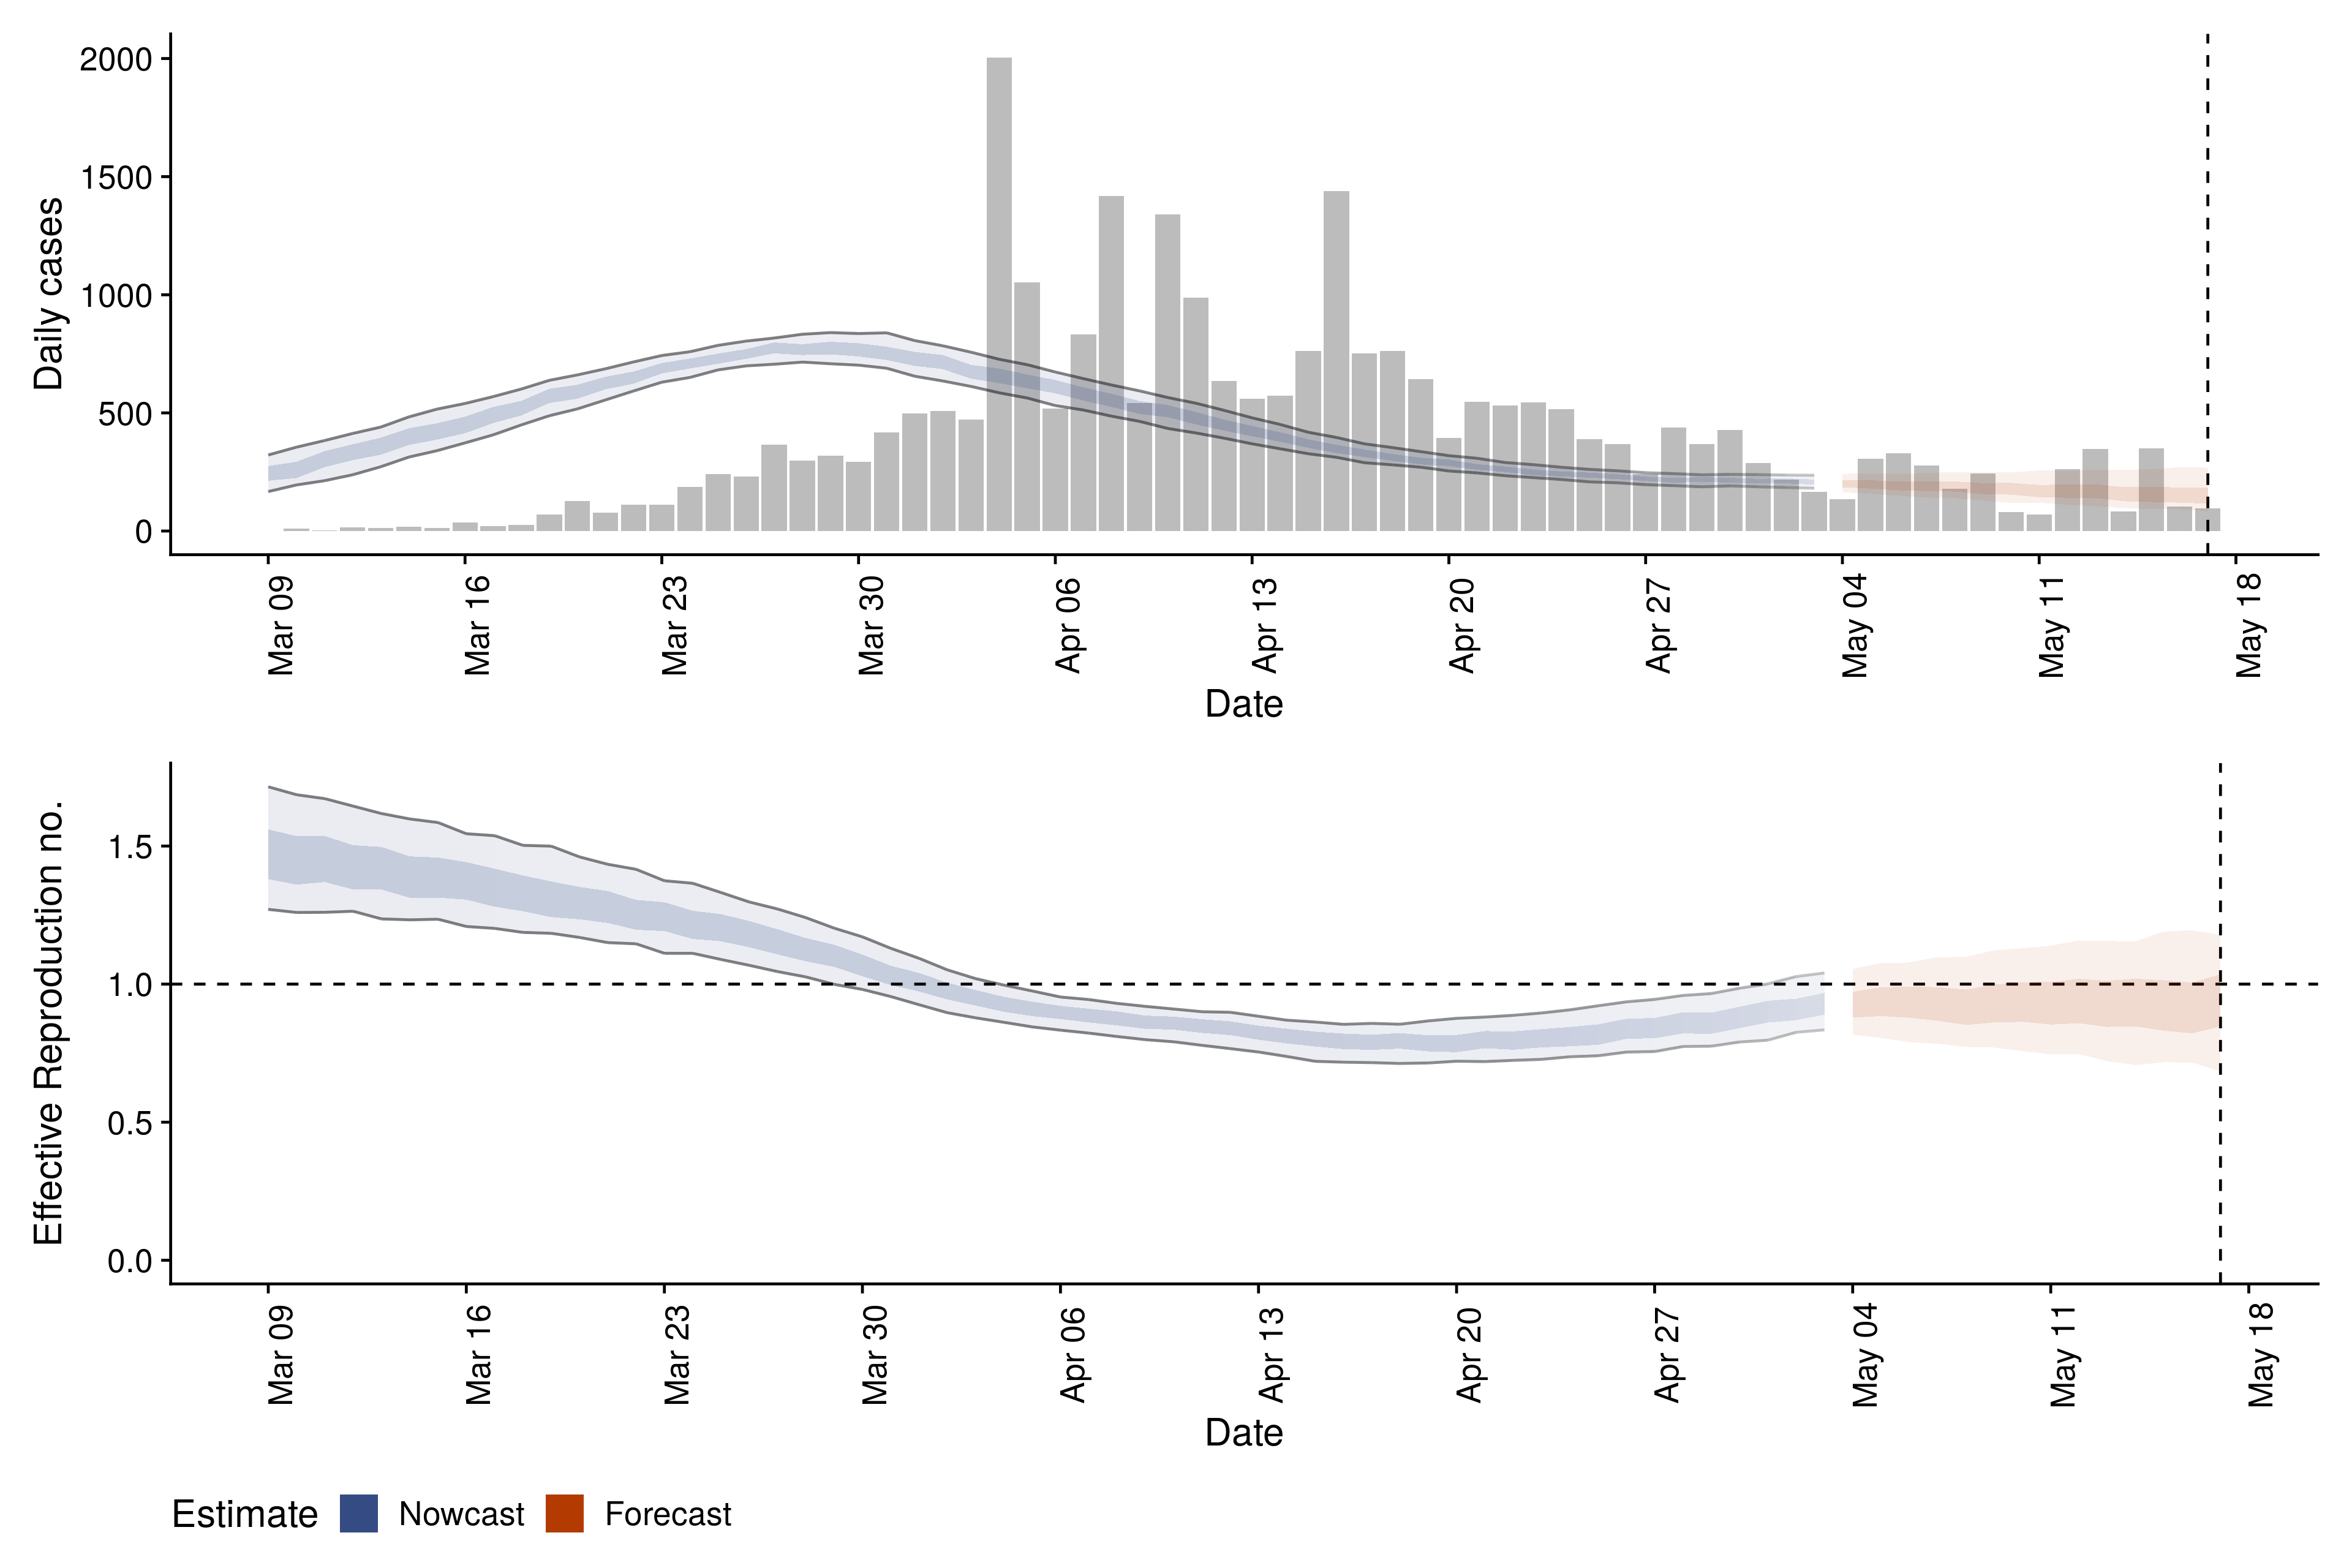 Daily cases
2000
1500
1000
500
0
Mar 09
Mar 16
Mar 23
Mar 30
Apr 06
Apr 13
Apr 20
Apr 27
May 04
May 11
May 18
Date
Effective Reproduction no.
1.5
1.0
0.5
0.0
Mar 09
Mar 16
Mar 23
Mar 30
Apr 06
Apr 13
Apr 20
Apr 27
May 04
May 11
May 18
Date
Estimate Nowcast Forecast